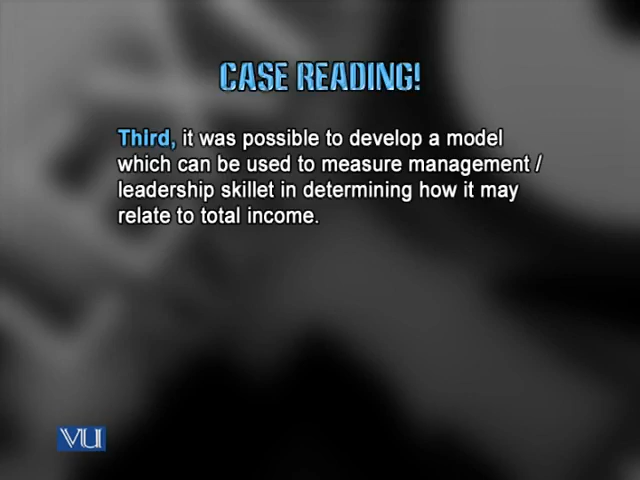 CASE READING!
Third, it was possible to develop a model
which can be used to measure management /
leadership skillet in determining how it may
relate to total income.
VU